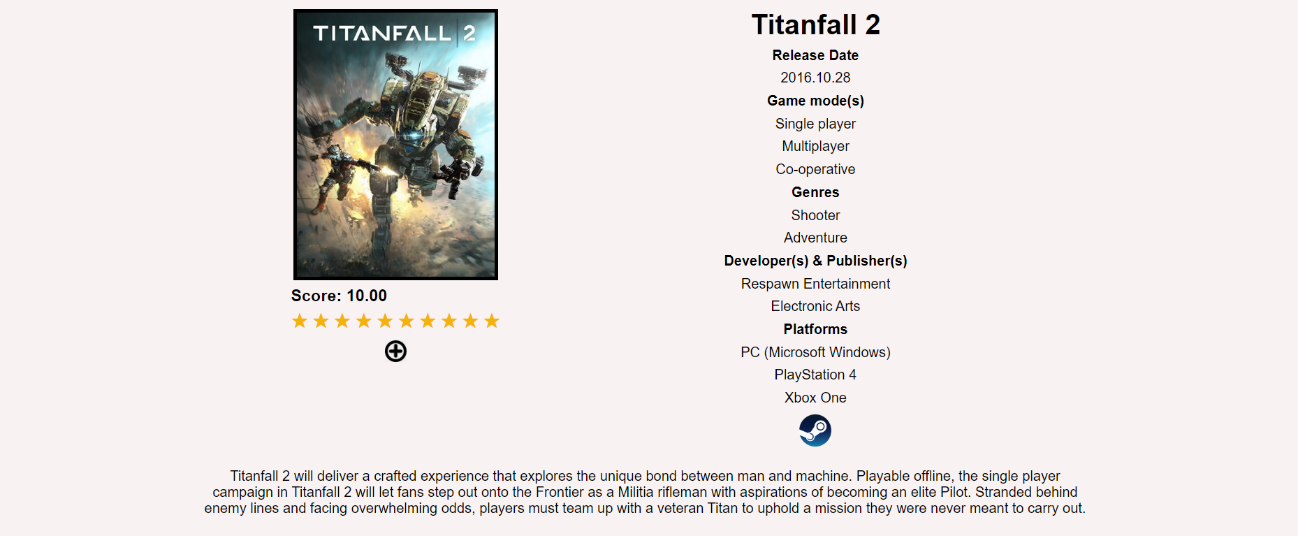 TITANFALL 2
Score: 10.00
Titanfall 2
Release Date
2016.10.28
Game mode(s)
Single player
Multiplayer
Co-operative
Genres
Shooter
Adventure
Developer(s) & Publisher(s)
Respawn Entertainment
Electronic Arts
Platforms
PC (Microsoft Windows)
PlayStation 4
Xbox One
Titanfall 2 will deliver a crafted experience that explores the unique bond between man and machine. Playable offline, the single player
campaign in Titanfall 2 will let fans step out onto the Frontier as a Militia rifleman with aspirations of becoming an elite Pilot. Stranded behind
enemy lines and facing overwhelming odds, players must team up with a veteran Titan to uphold a mission they were never meant to carry out.